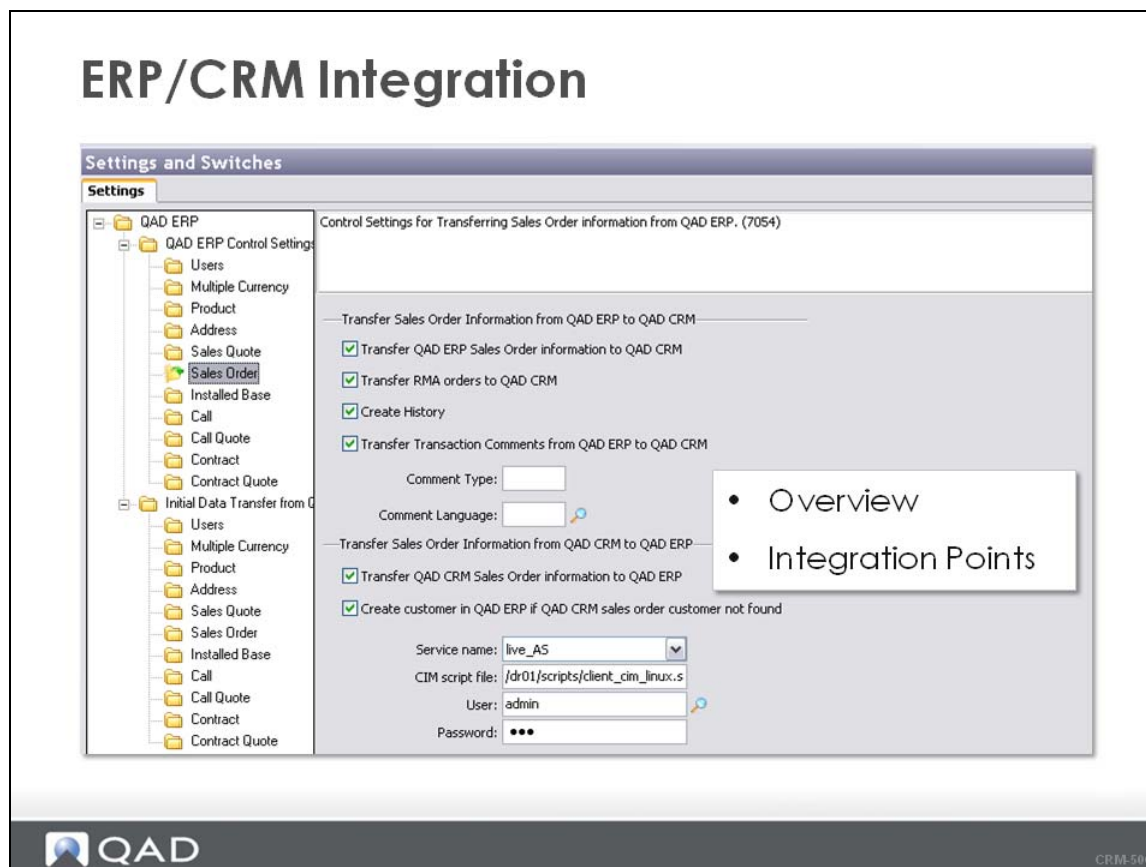 ERP/CRM Integration
Settings and Switches
Settings
QAD ERP
QAD ERP Control Settings
Users
Multiple Currency
Product
Address
Sales Quote
Sales Order
Installed Base
Call
Call Quote
Contract
Contract Quote
Initial Data Transfer from
Users
Multiple Currency
Product
Address
Sales Quote
Sales Order
Installed Base
Call
Call Quote
Contract
Contract Quote
Control Settings for Transferring Sales Order information from QAD ERP. (7054)
Transfer Sales Order Information from QAD ERP to QAD CRM
Transfer QAD ERP Sales Order information to QAD CRM
Transfer RMA orders to QAD CRM
Create History
Transfer Transaction Comments from QAD ERP to QAD CRM
Comment Type:
Comment Language:
Transfer Sales Order Information from QAD CRM to QAD ERP
Transfer QAD CRM Sales Order information to QAD ERP
Create customer in QAD ERP if QAD CRM sales order customer not found
Service name: live_AS
CIM script file: /dr01/scripts/client_cim_linux.s
User: admin
Password: •••
• Overview
• Integration Points
QAD